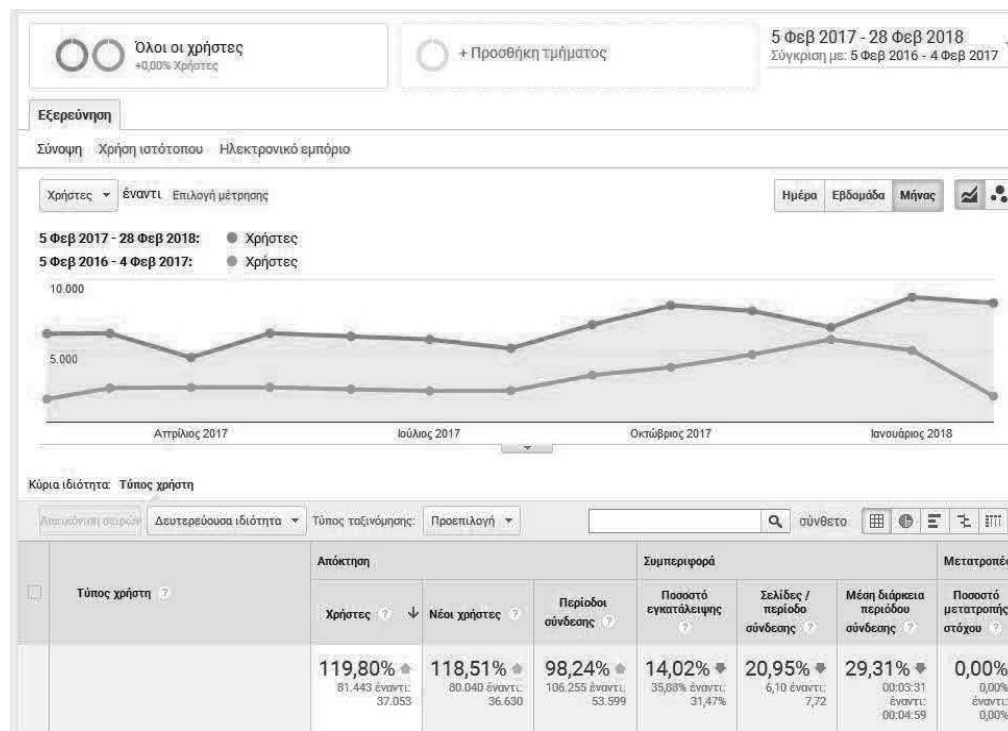 Όλοι οι χρήστες
+0,00% Χρήστες
+ Προσθήκη τμήματος
5 Φεβ 2017 - 28 Φεβ 2018
Σύγκριση με: 5 Φεβ 2016 - 4 Φεβ 2017
Εξερεύνηση
Σύνοψη Χρήση ιστότοπου Ηλεκτρονικό εμπόριο
Χρήστες έναντι Επιλογή μέτρησης
Ημέρα Εβδομάδα Μήνας
5 Φεβ 2017 - 28 Φεβ 2018: Χρήστες
5 Φεβ 2016 - 4 Φεβ 2017: Χρήστες
10.000
5.000
Απρίλιος 2017 Ιούλιος 2017 Οκτώβριος 2017 Ιανουάριος 2018
Κύρια ιδιότητα: Τύπος χρήστη
Απεικόνιση σειρών Δευτερεύουσα ιδιότητα Τύπος ταξινόμησης: Προεπιλογή σύνθετο
Τύπος χρήστη ?
Απόκτηση Συμπεριφορά Μετατροπές
Χρήστες ? Νέοι χρήστες ? Περίοδοι σύνδεσης ? Ποσοστό εγκατάλειψης ? Σελίδες / περίοδο σύνδεσης ? Μέση διάρκεια περιόδου σύνδεσης ? Ποσοστό μετατροπής στόχου ?
119,80% 118,51% 98,24% 14,02% 20,95% 29,31% 0,00%
81.443 έναντι: 37.053
80.040 έναντι: 36.630
106.255 έναντι: 53.599
35,88% έναντι: 31,47%
6,10 έναντι: 7,72
00:03:31 έναντι: 00:04:59
0,00% έναντι: 0,00%